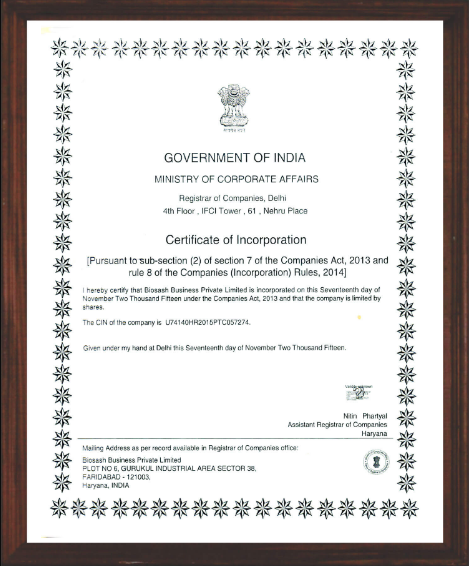 GOVERNMENT OF INDIA
MINISTRY OF CORPORATE AFFAIRS
Registrar of Companies, Delhi
4th Floor , IFCI Tower , 61 , Nehru Place
Certificate of Incorporation
[Pursuant to sub-section (2) of section 7 of the Companies Act, 2013 and
rule 8 of the Companies (Incorporation) Rules, 2014]
I hereby certify that Biosash Business Private Limited is incorporated on this Seventeenth day of
November Two Thousand Fifteen under the Companies Act, 2013 and that the company is limited by
shares.
The CIN of the company is U74140HR2015PTC057274.
Given under my hand at Delhi this Seventeenth day of November Two Thousand Fifteen.
Nitin Phartyal
Assistant Registrar of Companies
Haryana
Mailing Address as per record available in Registrar of Companies office:
Biosash Business Private Limited
PLOT NO 6, GURUKUL INDUSTRIAL AREA SECTOR 38,
FARIDABAD - 121003,
Haryana, INDIA